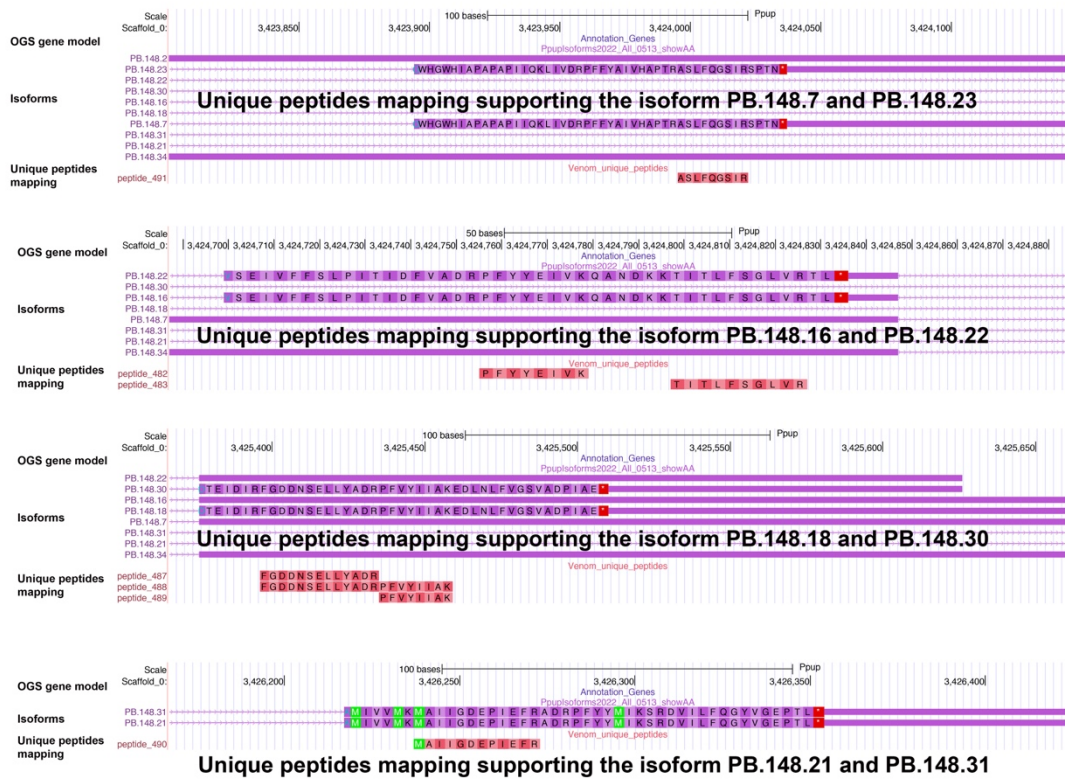 Scale 100 bases Ppup
Scaffold_0: 3,423,850 3,423,900 3,423,950 3,424,000 3,424,050 3,424,100
OGS gene model Annotation_Genes
PpupIsoforms2022_All_0513_showAA
PB.148.2
PB.148.23 WHGWHIAPAPAPIIQKLIVDRPFFYAIVHAPTRASLFQGSIRSPTN*
PB.148.22
PB.148.30
Isoforms
PB.148.16
Unique peptides mapping supporting the isoform PB.148.7 and PB.148.23
PB.148.18
PB.148.7 WHGWHIAPAPAPIIQKLIVDRPFFYAIVHAPTRASLFQGSIRSPTN*
PB.148.31
PB.148.21
PB.148.34
Unique peptides mapping
Venom_unique_peptides
peptide_491 ASLFQGSIR
Scale 50 bases Ppup
Scaffold_0: 3,424,700 3,424,710 3,424,720 3,424,730 3,424,740 3,424,750 3,424,760 3,424,770 3,424,780 3,424,790 3,424,800 3,424,810 3,424,820 3,424,830 3,424,840 3,424,850 3,424,860 3,424,870 3,424,880
OGS gene model Annotation_Genes
PpupIsoforms2022_All_0513_showAA
PB.148.22 SEIVFFSLPITIDFVADRPFYYEIVKQANDKKTITLFSGLVRTL*
PB.148.30
PB.148.16 SEIVFFSLPITIDFVADRPFYYEIVKQANDKKTITLFSGLVRTL*
Isoforms
PB.148.18
PB.148.7
PB.148.31
Unique peptides mapping supporting the isoform PB.148.16 and PB.148.22
PB.148.21
PB.148.34
Unique peptides mapping
Venom_unique_peptides
peptide_482 PFYYEIVK
peptide_483 TITLFSGLVR
Scale 100 bases Ppup
Scaffold_0: 3,425,400 3,425,450 3,425,500 3,425,550 3,425,600 3,425,650
OGS gene model Annotation_Genes
PpupIsoforms2022_All_0513_showAA
PB.148.22
PB.148.30 TEIDIRFGDDNSELLYADRPFVYIIAKEDLNLFVGSVADPIAE*
PB.148.16
PB.148.18 TEIDIRFGDDNSELLYADRPFVYIIAKEDLNLFVGSVADPIAE*
Isoforms
PB.148.7
PB.148.31
Unique peptides mapping supporting the isoform PB.148.18 and PB.148.30
PB.148.21
PB.148.34
Unique peptides mapping
Venom_unique_peptides
peptide_487 FGDDNSELLYADR
peptide_488 FGDDNSELLYADRPFVYIIAK
peptide_489 PFVYIIAK
Scale 100 bases Ppup
Scaffold_0: 3,426,200 3,426,250 3,426,300 3,426,350 3,426,400
OGS gene model Annotation_Genes
PpupIsoforms2022_All_0513_showAA
Isoforms
PB.148.31 MIVVMKMAIIGDEPIEFRADRPFYYMIKSRDVILFQGYVGEPTL*
PB.148.21 MIVVMKMAIIGDEPIEFRADRPFYYMIKSRDVILFQGYVGEPTL*
Unique peptides mapping
Venom_unique_peptides
peptide_490 MAIIGDEPIEFR
Unique peptides mapping supporting the isoform PB.148.21 and PB.148.31